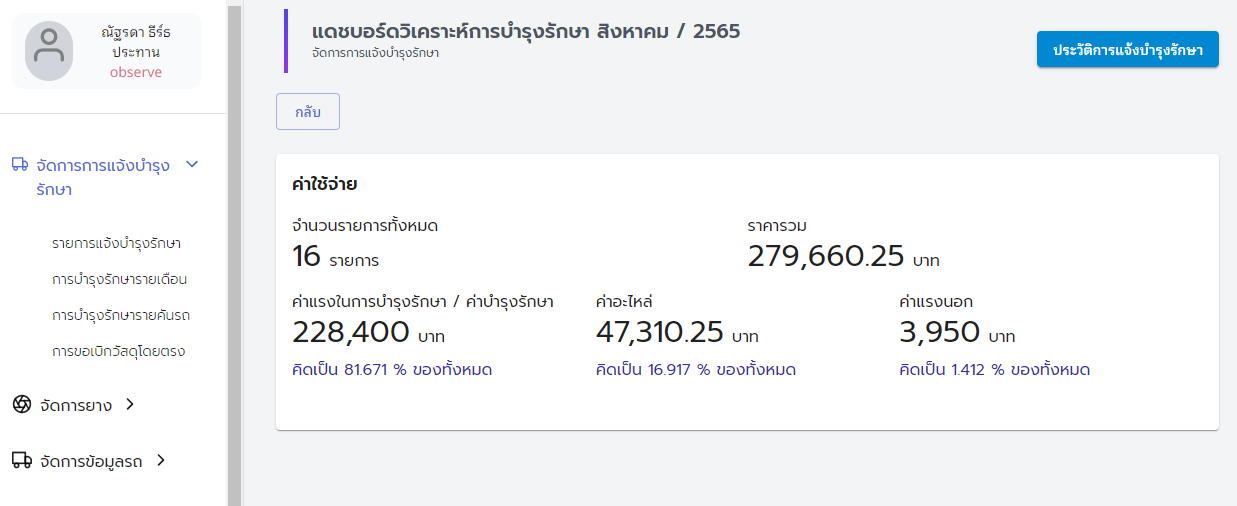 ณัฐรดา ธีร์ธ
ประทาน
observe
จัดการการแจ้งบำรุง
รักษา
รายการแจ้งบำรุงรักษา
การบำรุงรักษารายเดือน
การบำรุงรักษารายคันรถ
การขอเบิกวัสดุโดยตรง
จัดการยาง
จัดการข้อมูลรถ
แดชบอร์ดวิเคราะห์การบำรุงรักษา สิงหาคม / 2565
จัดการการแจ้งบำรุงรักษา
ประวัติการแจ้งบำรุงรักษา
กลับ
ค่าใช้จ่าย
จำนวนรายการทั้งหมด
16 รายการ
ราคารวม
279,660.25 บาท
ค่าแรงในการบำรุงรักษา / ค่าบำรุงรักษา
228,400 บาท
คิดเป็น 81.671 % ของทั้งหมด
ค่าอะไหล่
47,310.25 บาท
คิดเป็น 16.917 % ของทั้งหมด
ค่าแรงนอก
3,950 บาท
คิดเป็น 1.412 % ของทั้งหมด